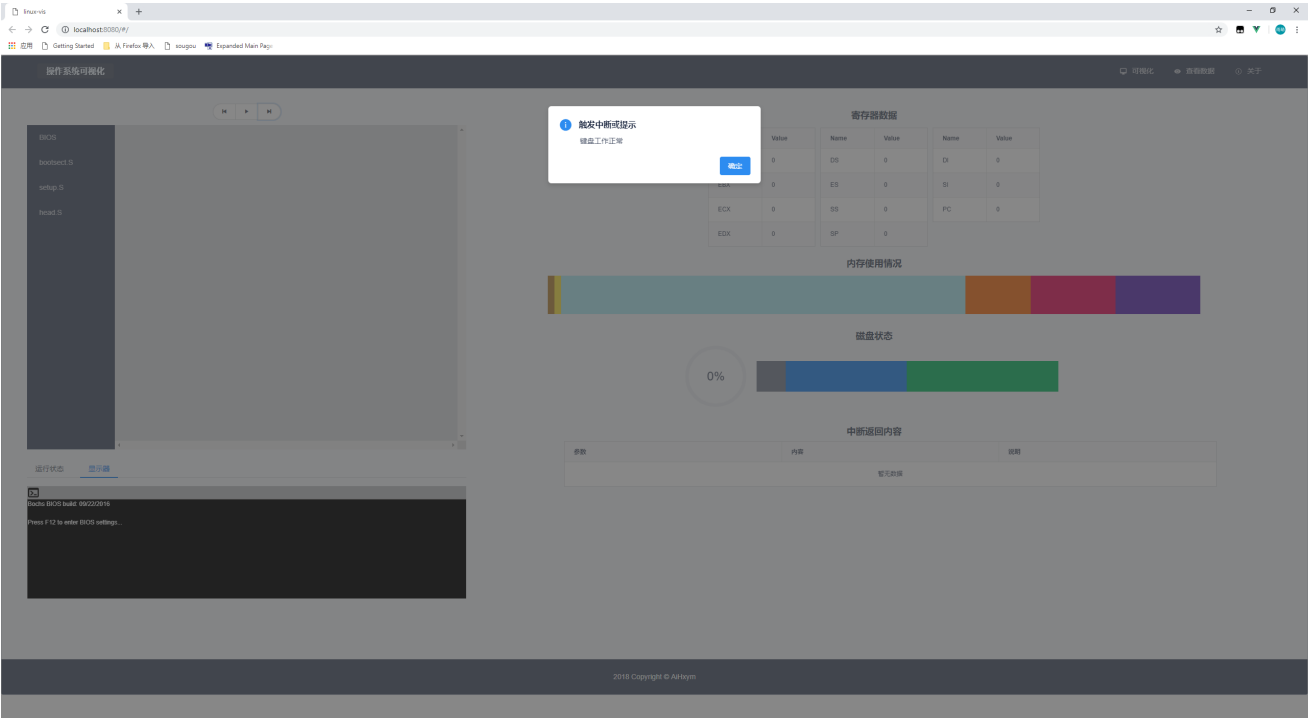 linux-vis
localhost:8080/#/
应用 Getting Started 从 Firefox 导入 sougou Expanded Main Page
操作系统可视化 可视化 查看数据 关于
BIOS
bootsect.S
setup.S
head.S
触发中断或提示
键盘工作正常
确定
寄存器数据
Value Name Value Name Value
0 DS 0 DI 0
EBX 0 ES 0 SI 0
ECX 0 SS 0 PC 0
EDX 0 SP 0
内存使用情况
磁盘状态
0%
中断返回内容
参数 内容 说明
暂无数据
运行状态 显示器
Bochs BIOS build: 09/22/2016
Press F12 to enter BIOS settings...
2018 Copyright © AiHxym